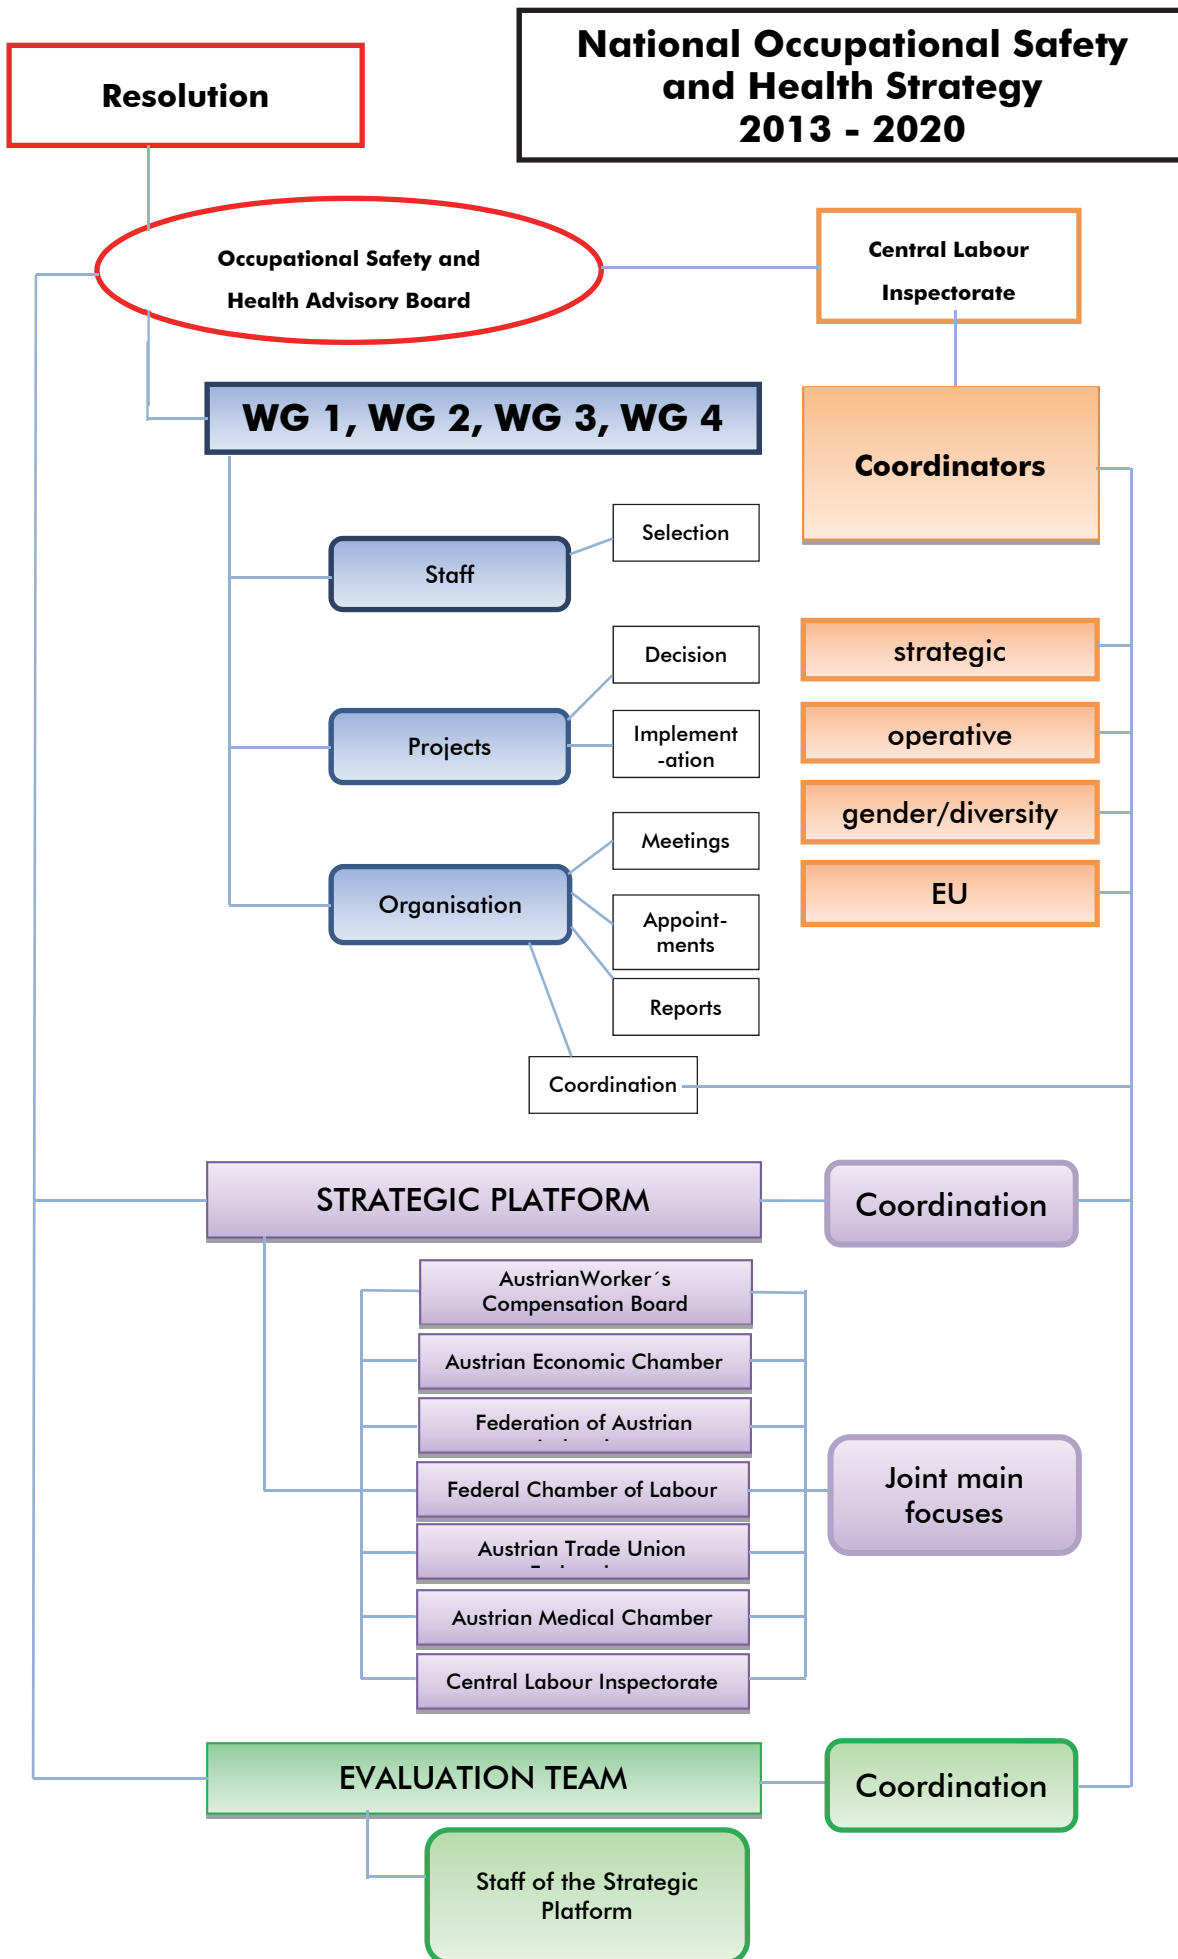 National Occupational Safety
and Health Strategy
2013 - 2020
Resolution
Occupational Safety and
Health Advisory Board
Central Labour
Inspectorate
WG 1, WG 2, WG 3, WG 4
Coordinators
Staff
Selection
Projects
Decision
Implement
-ation
Organisation
Meetings
Appoint-
ments
Reports
Coordination
strategic
operative
gender/diversity
EU
STRATEGIC PLATFORM
Coordination
AustrianWorker´s
Compensation Board
Austrian Economic Chamber
Federation of Austrian
Federal Chamber of Labour
Austrian Trade Union
Austrian Medical Chamber
Central Labour Inspectorate
Joint main
focuses
EVALUATION TEAM
Coordination
Staff of the Strategic
Platform